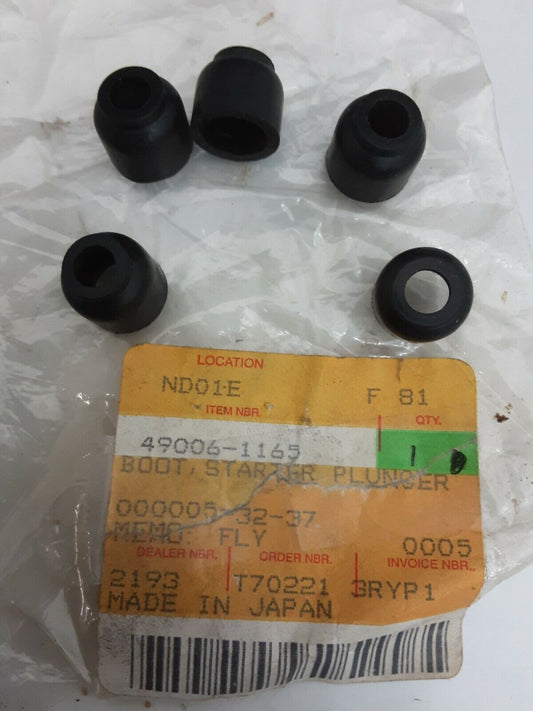 LOCATION
ND01E F 81
ITEM NBR. QTY.
49006-1165 1
BOOT, STARTER PLUNGER
000005-32-37
MEMO: FLY 0005
DEALER NBR. ORDER NBR. INVOICE NBR..
2193 T70221 3RYP1
MADE IN JAPAN